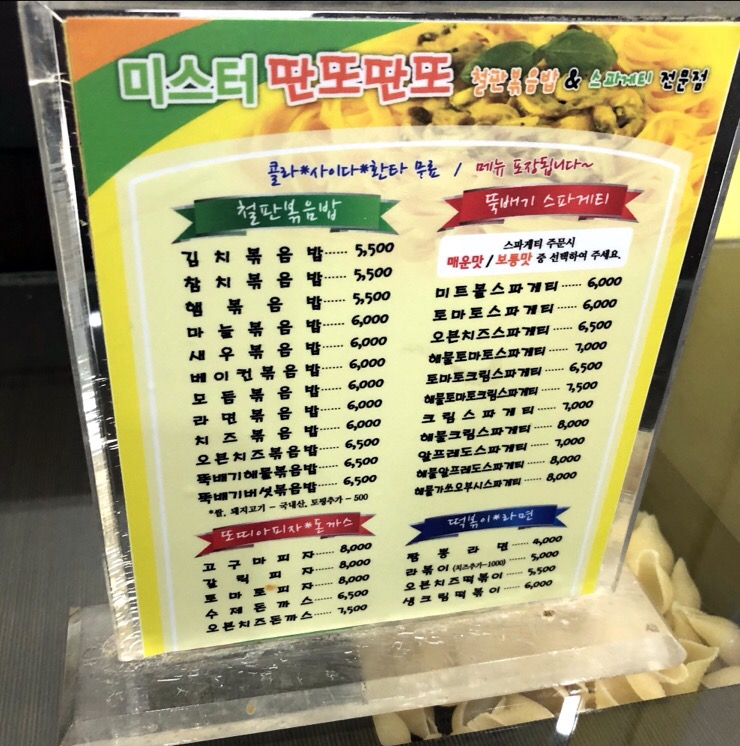 미스터 딴또딴또 철판볶음밥 & 스파게티 전문점
콜라*사이다*환타 무료 / 메뉴 포장됩니다~
철판볶음밥
김치볶음밥······ 5,500
참치볶음밥······ 5,500
햄볶음밥······ 5,500
마늘볶음밥······ 6,000
새우볶음밥······ 6,000
베이컨볶음밥······ 6,000
모듬볶음밥······ 6,000
라면볶음밥······ 6,000
치즈볶음밥······ 6,000
오븐치즈볶음밥······ 6,500
뚝배기해물볶음밥······ 6,500
뚝배기버섯볶음밥······ 6,500
*쌀, 돼지고기 - 국내산, 토핑추가 - 500
또띠아피자*돈까스
고구마피자······ 8,000
갈릭피자······ 8,000
토마토피자······ 8,000
수제돈까스······ 6,500
오븐치즈돈까스······ 7,500
뚝배기 스파게티
스파게티 주문시
매운맛 / 보통맛 중 선택하여 주세요.
미트볼스파게티······ 6,000
토마토스파게티······ 6,000
오븐치즈스파게티······ 6,500
해물토마토스파게티······ 7,000
토마토크림스파게티······ 6,500
해물토마토크림스파게티······ 7,500
크림스파게티······ 7,000
해물크림스파게티······ 8,000
알프레도스파게티······ 7,000
해물알프레도스파게티······ 8,000
해물가쓰오부시스파게티······ 8,000
떡볶이*라면
짬뽕라면······ 4,000
라볶이 (치즈추가-1000)······ 5,000
오븐치즈떡볶이······ 5,500
생크림떡볶이······ 6,000